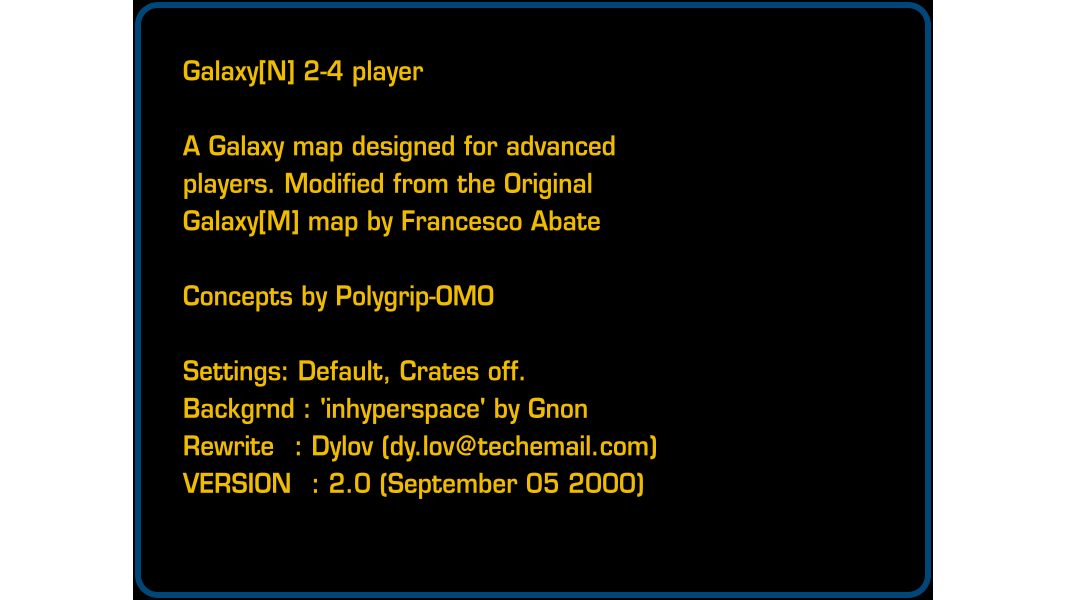 Galaxy[N] 2-4 player
A Galaxy map designed for advanced
players. Modified from the Original
Galaxy[M] map by Francesco Abate
Concepts by Polygrip-OMO
Settings: Default, Crates off.
Backgrnd : 'inhyperspace' by Gnon
Rewrite : Dylov (dy.lov@techemail.com)
VERSION : 2.0 (September 05 2000)